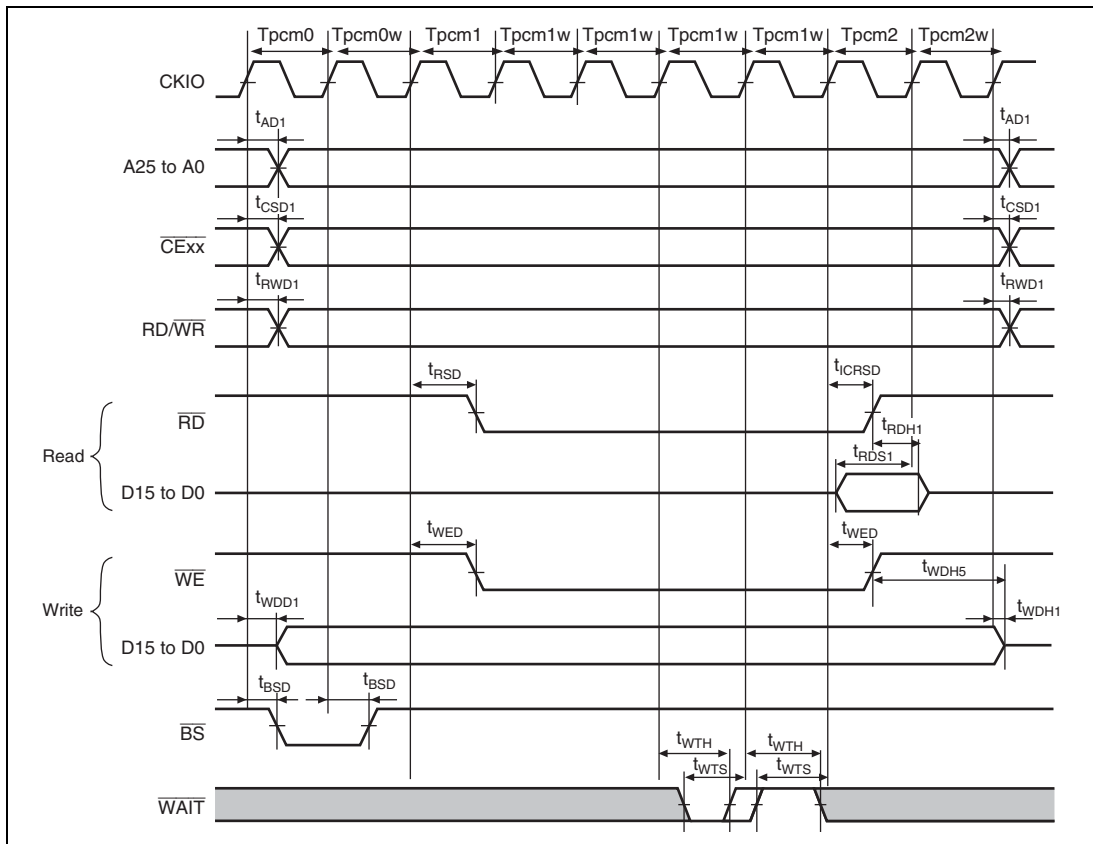 Tpcm0 Tpcm0w Tpcm1 Tpcm1w Tpcm1w Tpcm1w Tpcm1w Tpcm2 Tpcm2w
CKIO
tAD1 tAD1
A25 to A0
tCSD1 tCSD1
CExx
tRWD1 tRWD1
RD/WR
tRSD tICRSD
RD
tRDH1
Read
tRDS1
D15 to D0
tWED tWED
WE
tWDH5
Write
tWDD1 tWDH1
D15 to D0
tBSD tBSD
BS
tWTH tWTH
tWTS tWTS
WAIT